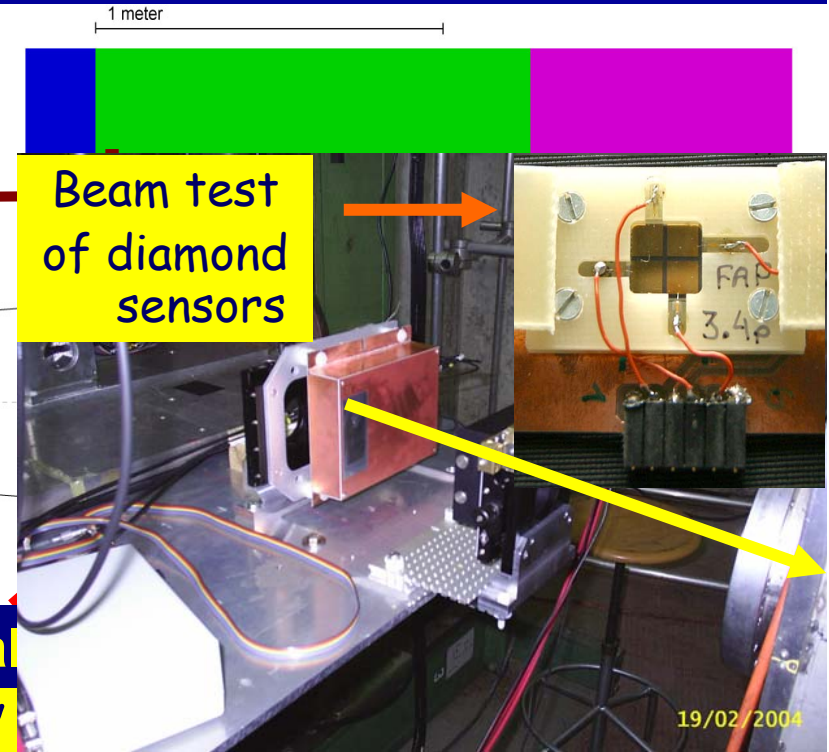 1 meter
Beam test
of diamond
sensors
FAP
3.4p
19/02/2004